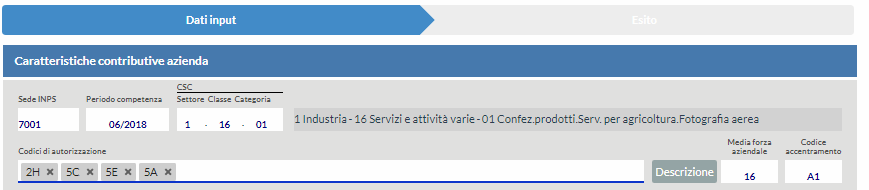 Dati input
Esito
Caratteristiche contributive azienda
CSC
Sede INPS Periodo competenza Settore Classe Categoria
7001 06/2018 1 . 16 . 01 1 Industria - 16 Servizi e attività varie - 01 Confez.prodotti.Serv. per agricoltura.Fotografia aerea
Codici di autorizzazione Media forza aziendale Codice accentramento
2H × 5C × 5E × 5A × Descrizione 16 A1